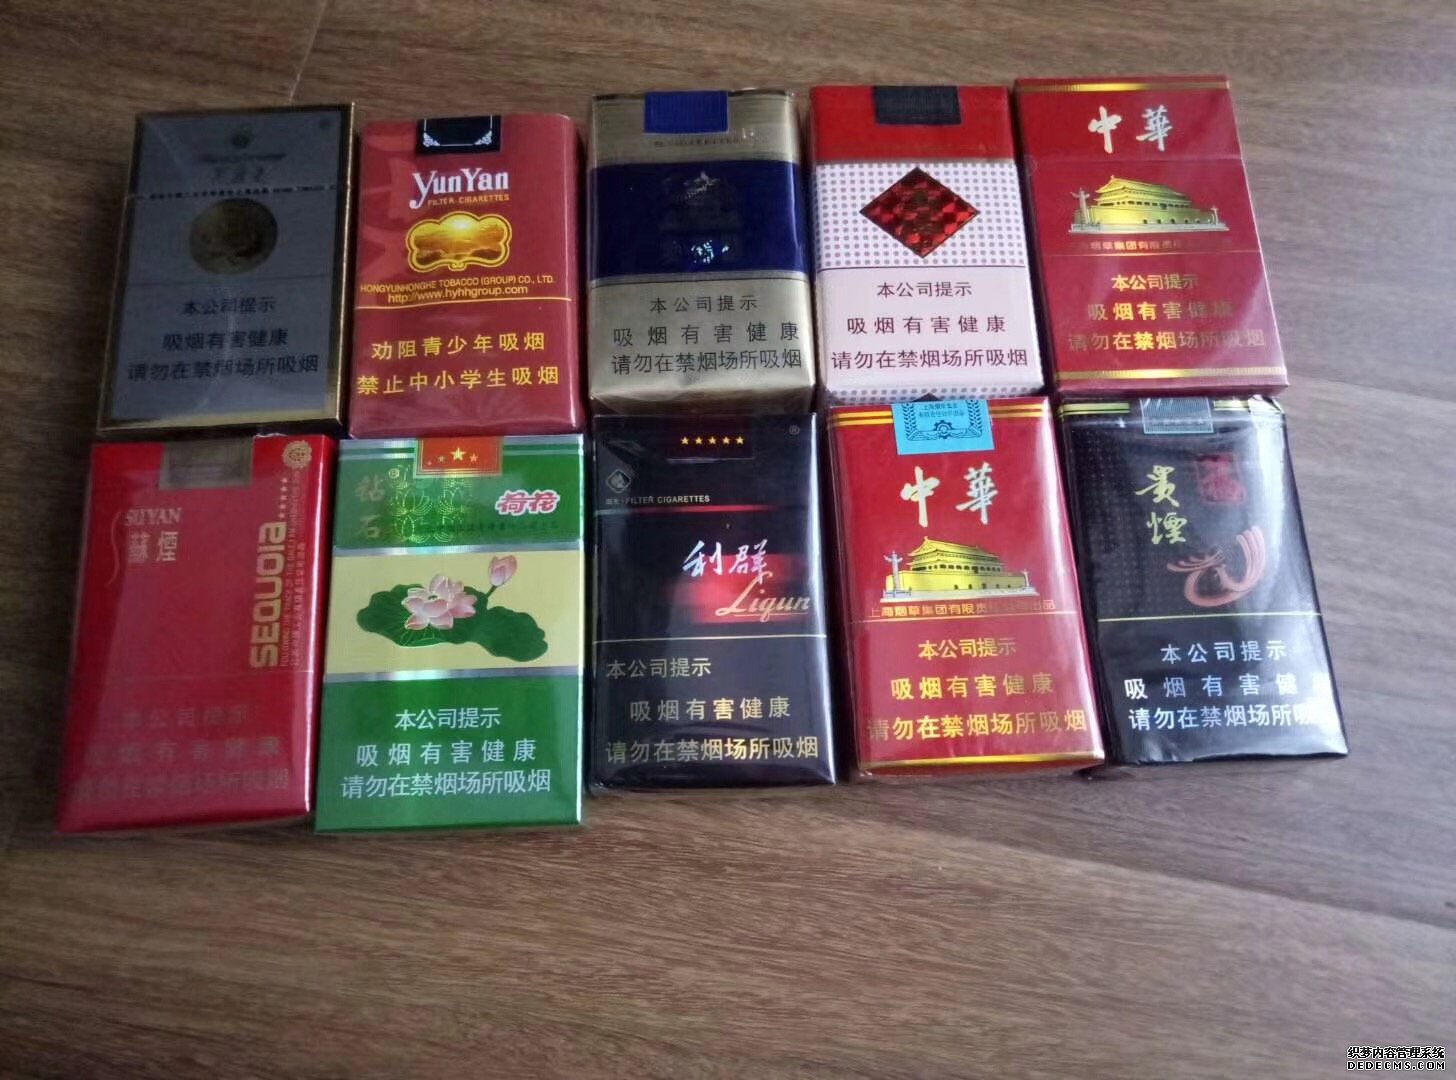 本公司提示
吸烟有害健康
请勿在禁烟场所吸烟
YunYan
FILTER·CIGARETTES
HONGYUNHONGHE TOBACCO (GROUP) CO., LTD.
http://www.hyhhgroup.com
劝阻青少年吸烟
禁止中小学生吸烟
本公司提示
吸烟有害健康
请勿在禁烟场所吸烟
本公司提示
吸烟有害健康
请勿在禁烟场所吸烟
中華
烟草集团有限责任
本公司提示
吸烟有害健康
请勿在禁烟场所吸烟
SUYAN
蘇煙
SEQUOIA
本公司提示
吸烟有害健康
请勿在禁烟场所吸烟
钻石
荷花
本公司提示
吸烟有害健康
请勿在禁烟场所吸烟
FILTER CIGARETTES
利群
Liqun
本公司提示
吸烟有害健康
请勿在禁烟场所吸烟
中華
上海烟草集团有限责任公司出品
本公司提示
吸烟有害健康
请勿在禁烟场所吸烟
贵煙
本公司提示
吸烟有害健
请勿在禁烟场所吸
织梦内容管理系统
DEDECMS.COM